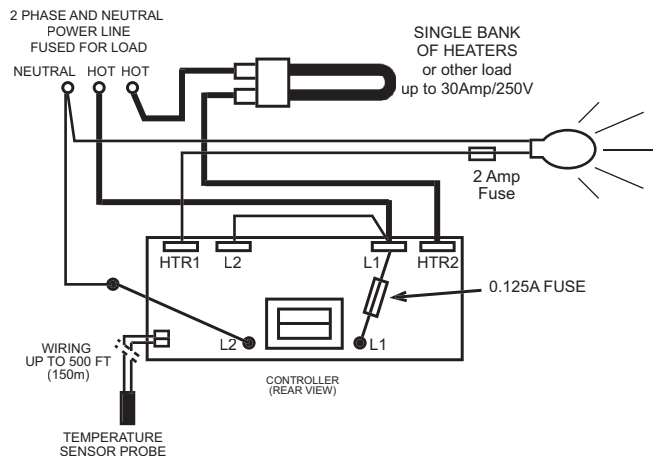 2 PHASE AND NEUTRAL
POWER LINE
FUSED FOR LOAD
NEUTRAL HOT HOT
SINGLE BANK
OF HEATERS
or other load
up to 30Amp/250V
2 Amp
Fuse
HTR1 L2 L1 HTR2
0.125A FUSE
L2 L1
WIRING
UP TO 500 FT
(150m)
CONTROLLER
(REAR VIEW)
TEMPERATURE
SENSOR PROBE